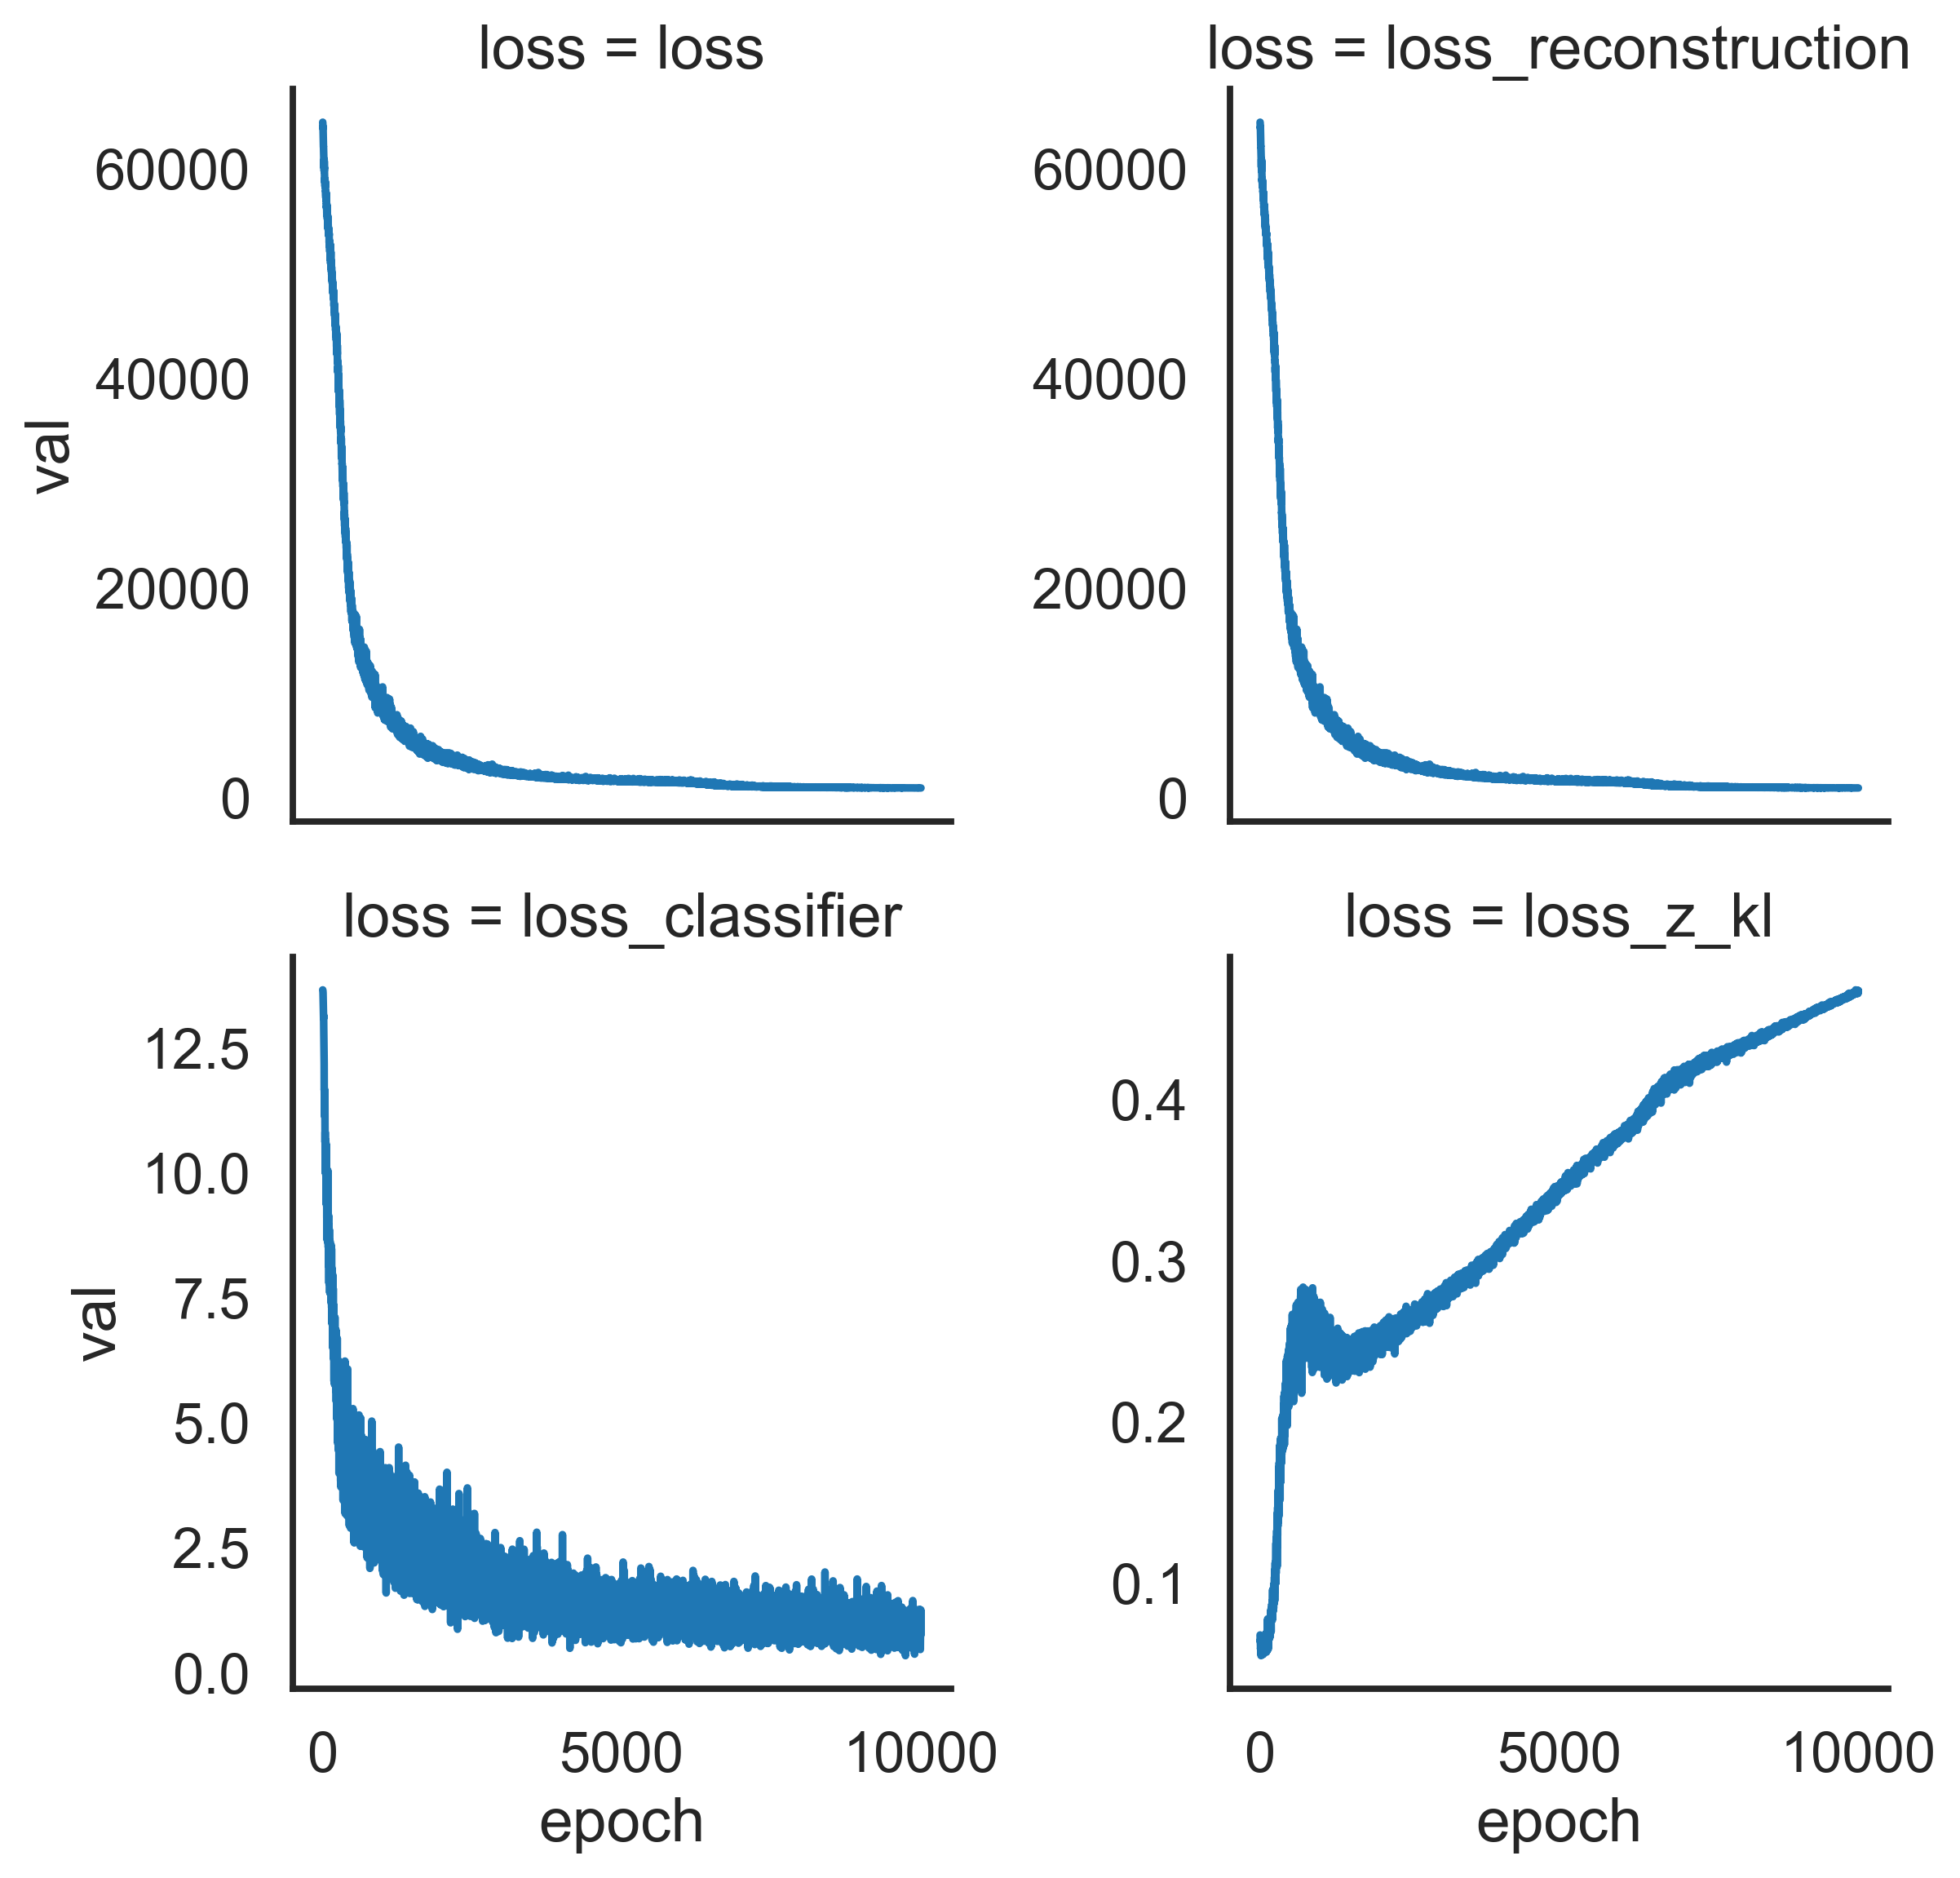 loss = loss
loss = loss_reconstruction
60000
40000
20000
0
val
60000
40000
20000
0
loss = loss_classifier
loss = loss_z_kl
12.5
10.0
7.5
5.0
2.5
0.0
val
0.4
0.3
0.2
0.1
0 5000 10000
epoch
0 5000 10000
epoch